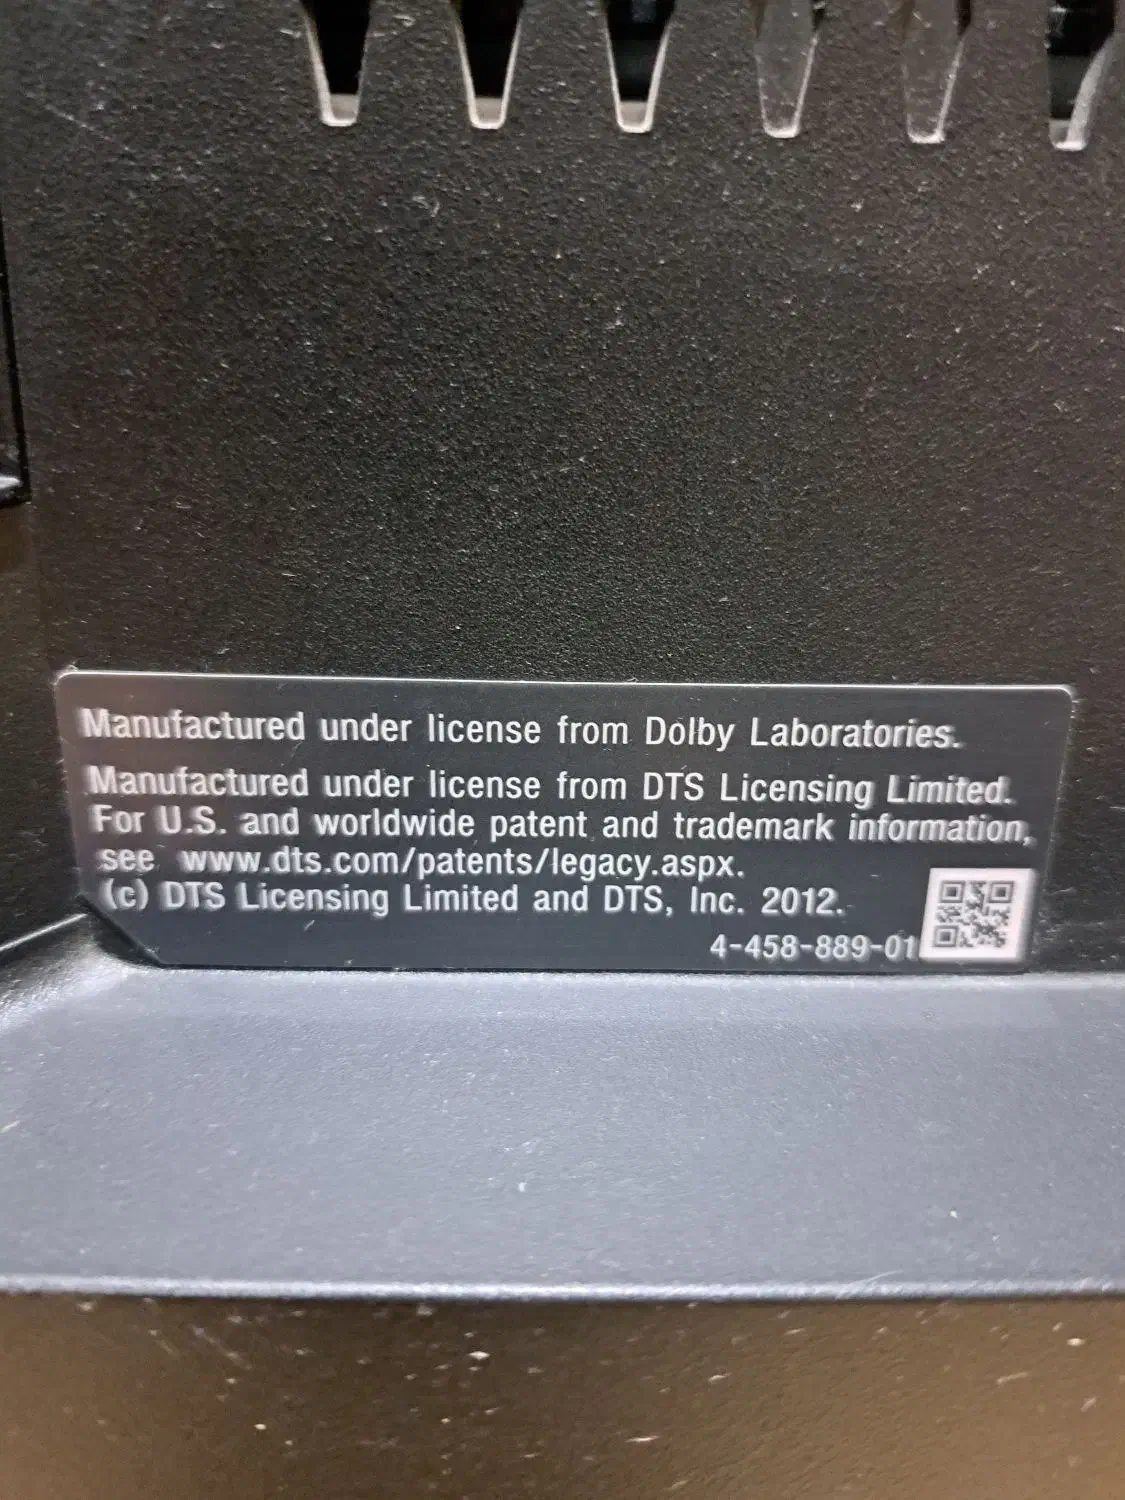 Manufactured under license from Dolby Laboratories.
Manufactured under license from DTS Licensing Limited.
For U.S. and worldwide patent and trademark information,
see www.dts.com/patents/legacy.aspx.
(c) DTS Licensing Limited and DTS, Inc. 2012.
4-458-889-01